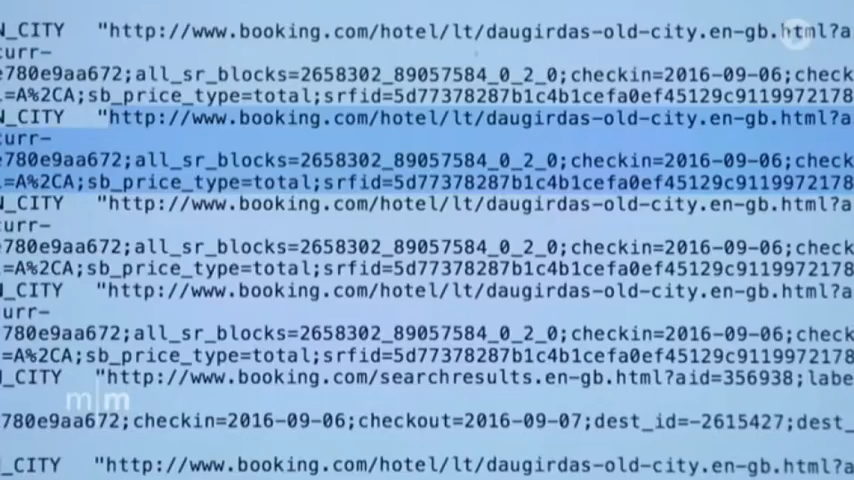 N_CITY "http://www.booking.com/hotel/lt/daugirdas-old-city.en-gb.html?a
curr-
e780e9aa672;all_sr_blocks=2658302_89057584_0_2_0;checkin=2016-09-06;check
=A%2CA;sb_price_type=total;srfid=5d77378287b1c4b1cefa0ef45129c9119972178
N_CITY "http://www.booking.com/hotel/lt/daugirdas-old-city.en-gb.html?a
curr-
e780e9aa672;all_sr_blocks=2658302_89057584_0_2_0;checkin=2016-09-06;check
=A%2CA;sb_price_type=total;srfid=5d77378287b1c4b1cefa0ef45129c9119972178
N_CITY "http://www.booking.com/hotel/lt/daugirdas-old-city.en-gb.html?a
urr-
e780e9aa672;all_sr_blocks=2658302_89057584_0_2_0;checkin=2016-09-06;check
=A%2CA;sb_price_type=total;srfid=5d77378287b1c4b1cefa0ef45129c9119972178
N_CITY "http://www.booking.com/hotel/lt/daugirdas-old-city.en-gb.html?a
urr-
780e9aa672;all_sr_blocks=2658302_89057584_0_2_0;checkin=2016-09-06;check
=A%2CA;sb_price_type=total;srfid=5d77378287b1c4b1cefa0ef45129c9119972178
N_CITY "http://www.booking.com/searchresults.en-gb.html?aid=356938;labe
m|m
780e9aa672;checkin=2016-09-06;checkout=2016-09-07;dest_id=-2615427;dest_
_CITY "http://www.booking.com/hotel/lt/daugirdas-old-city.en-gb.html?a